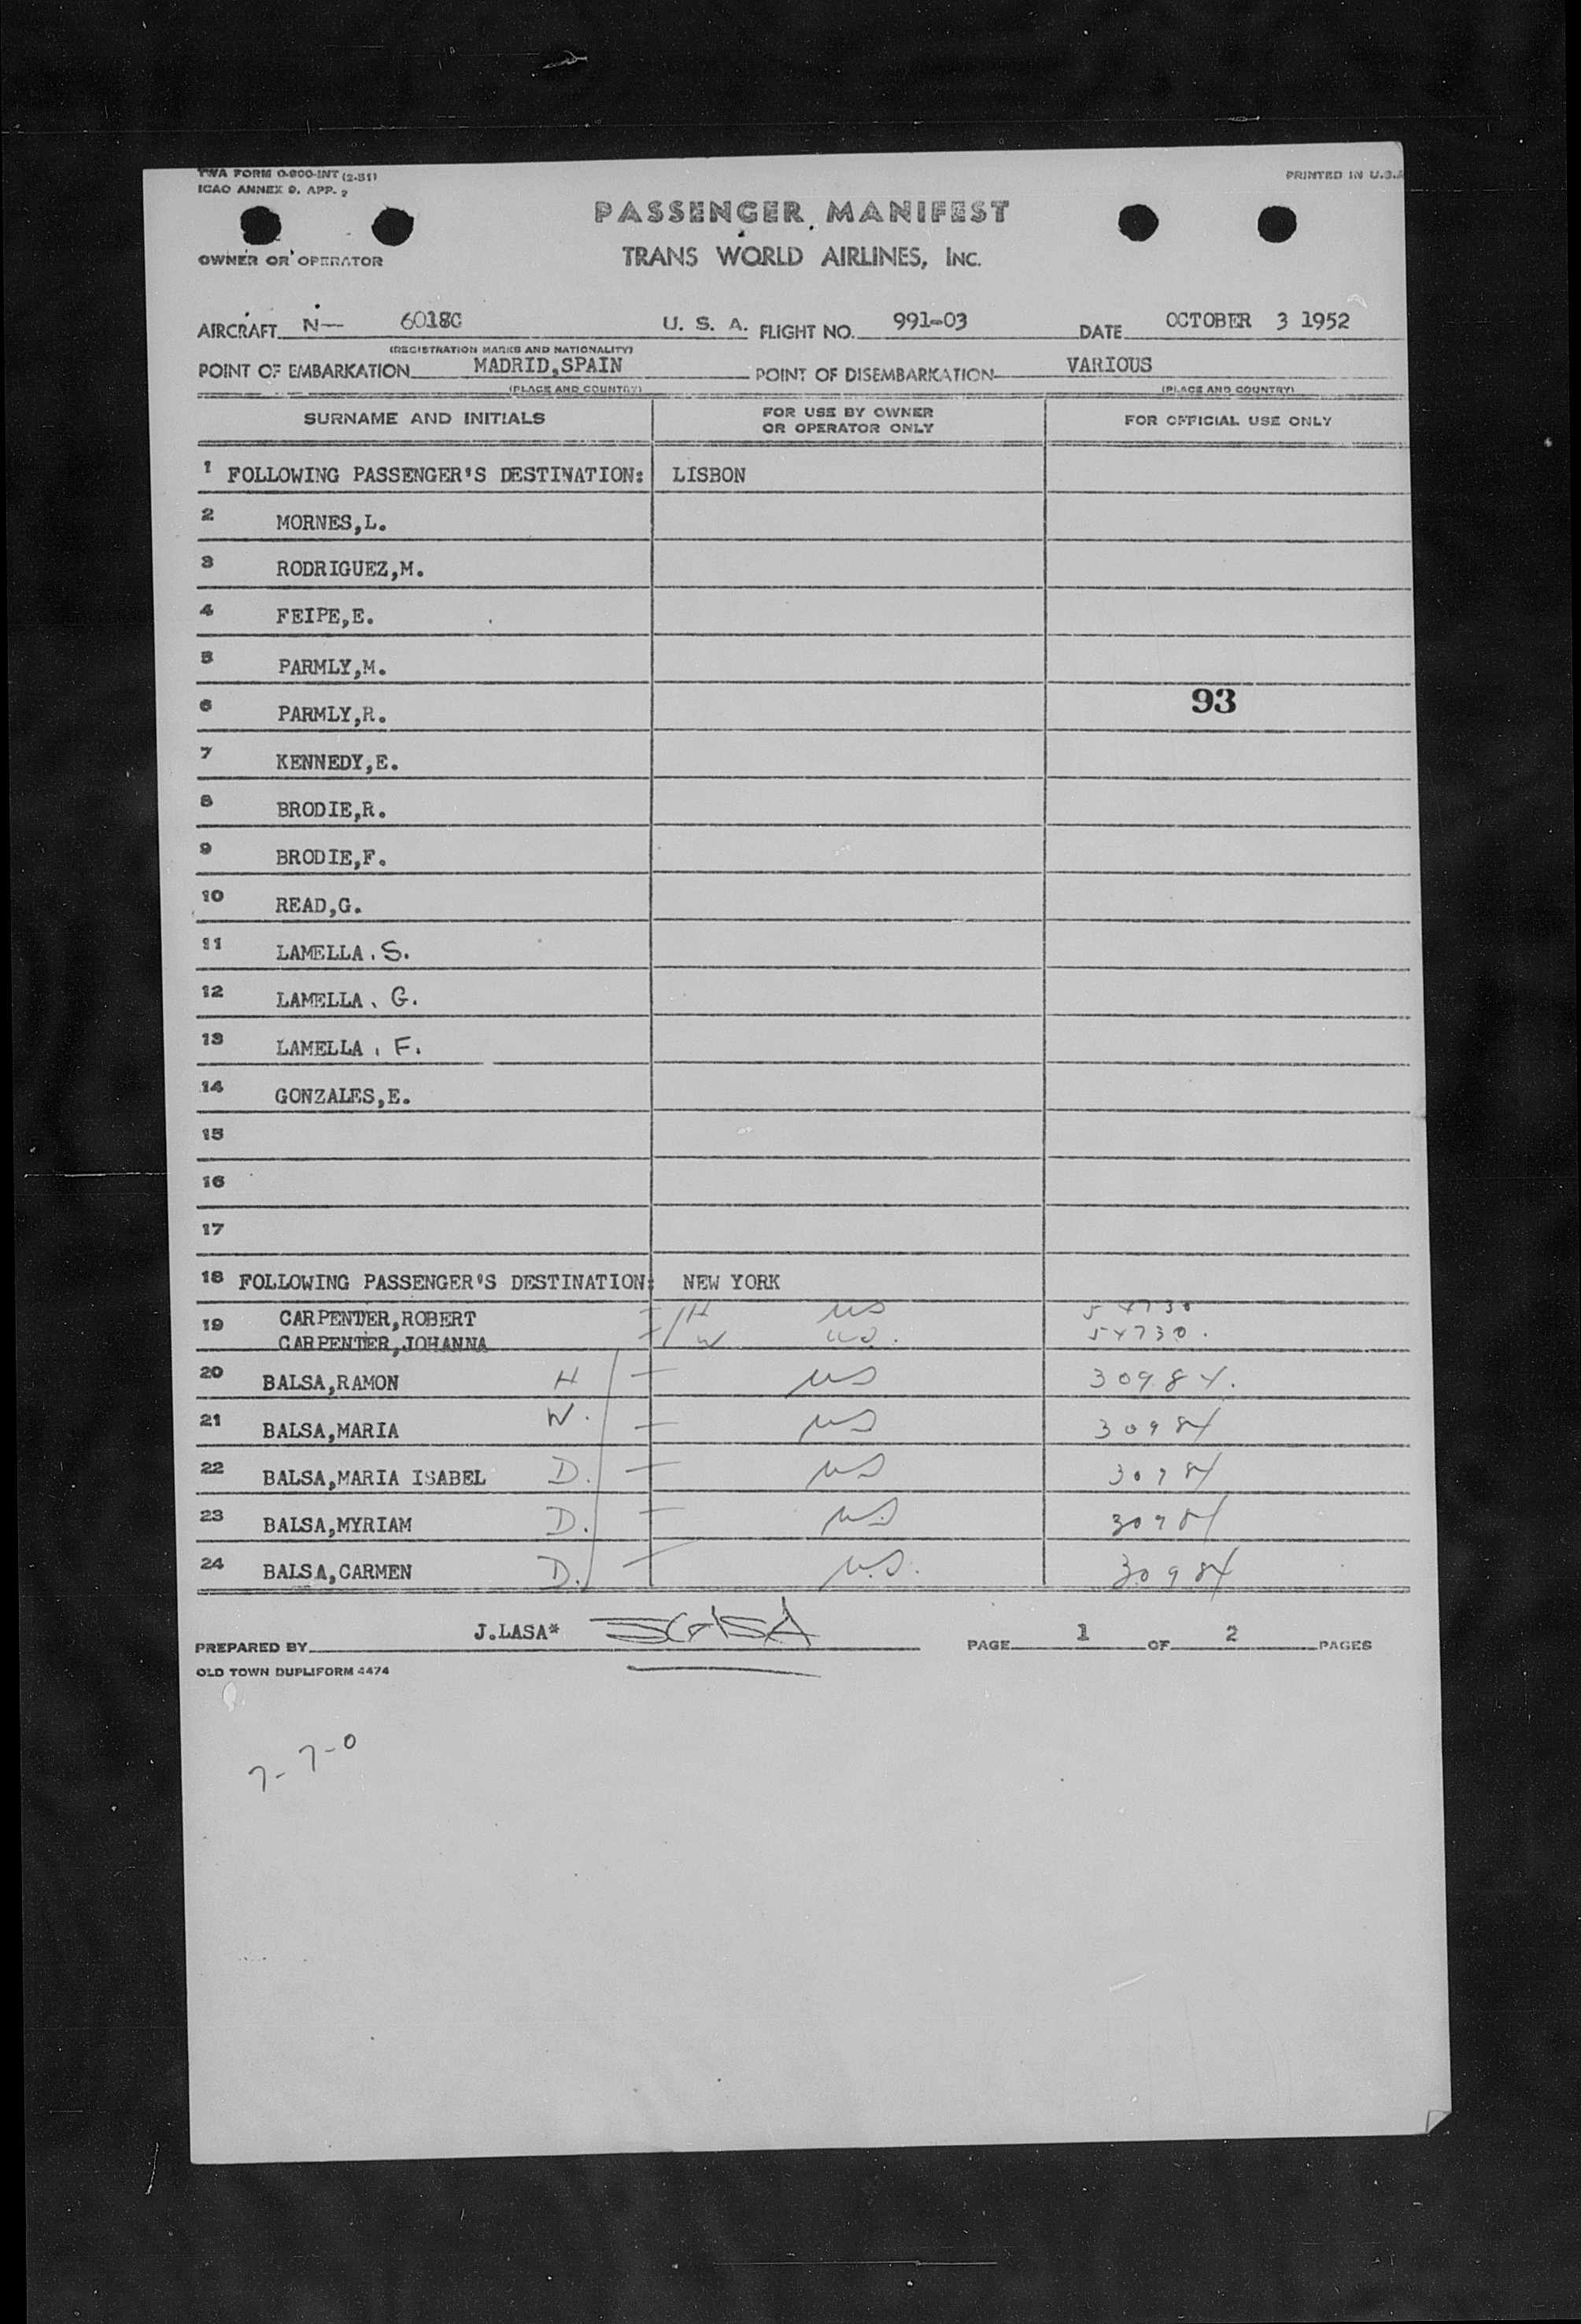 TWA FORM O-800-INT (2-51)
ICAO ANNEX 9. APP. 2
PRINTED IN U.S.A
PASSENGER MANIFEST
OWNER OR OPERATOR
TRANS WORLD AIRLINES, INC.
AIRCRAFT N— 6018C U. S. A. FLIGHT NO. 991-03 DATE OCTOBER 3 1952
(REGISTRATION MARKS AND NATIONALITY)
POINT OF EMBARKATION MADRID,SPAIN POINT OF DISEMBARKATION VARIOUS
(PLACE AND COUNTRY) (PLACE AND COUNTRY)
SURNAME AND INITIALS FOR USE BY OWNER OR OPERATOR ONLY FOR OFFICIAL USE ONLY
1 FOLLOWING PASSENGER'S DESTINATION: LISBON
2 MORNES,L.
3 RODRIGUEZ,M.
4 FEIPE,E.
5 PARMLY,M.
93
6 PARMLY,R.
7 KENNEDY,E.
8 BRODIE,R.
9 BRODIE,F.
10 READ,G.
11 LAMELLA. S.
12 LAMELLA. G.
13 LAMELLA. F.
14 GONZALES,E.
15
16
17
18 FOLLOWING PASSENGER'S DESTINATION: NEW YORK
19 CARPENTER,ROBERT H US 54730
CARPENTER,JOHANNA W US. 54730.
20 BALSA,RAMON H US 30984.
21 BALSA,MARIA W. US 30984
22 BALSA,MARIA ISABEL D. US 30984
23 BALSA,MYRIAM D. U.S 30984
24 BALSA,CARMEN D. U.S. 30984
PREPARED BY J.LASA* PAGE 1 OF 2 PAGES
OLD TOWN DUPLIFORM 4474
7-7-0